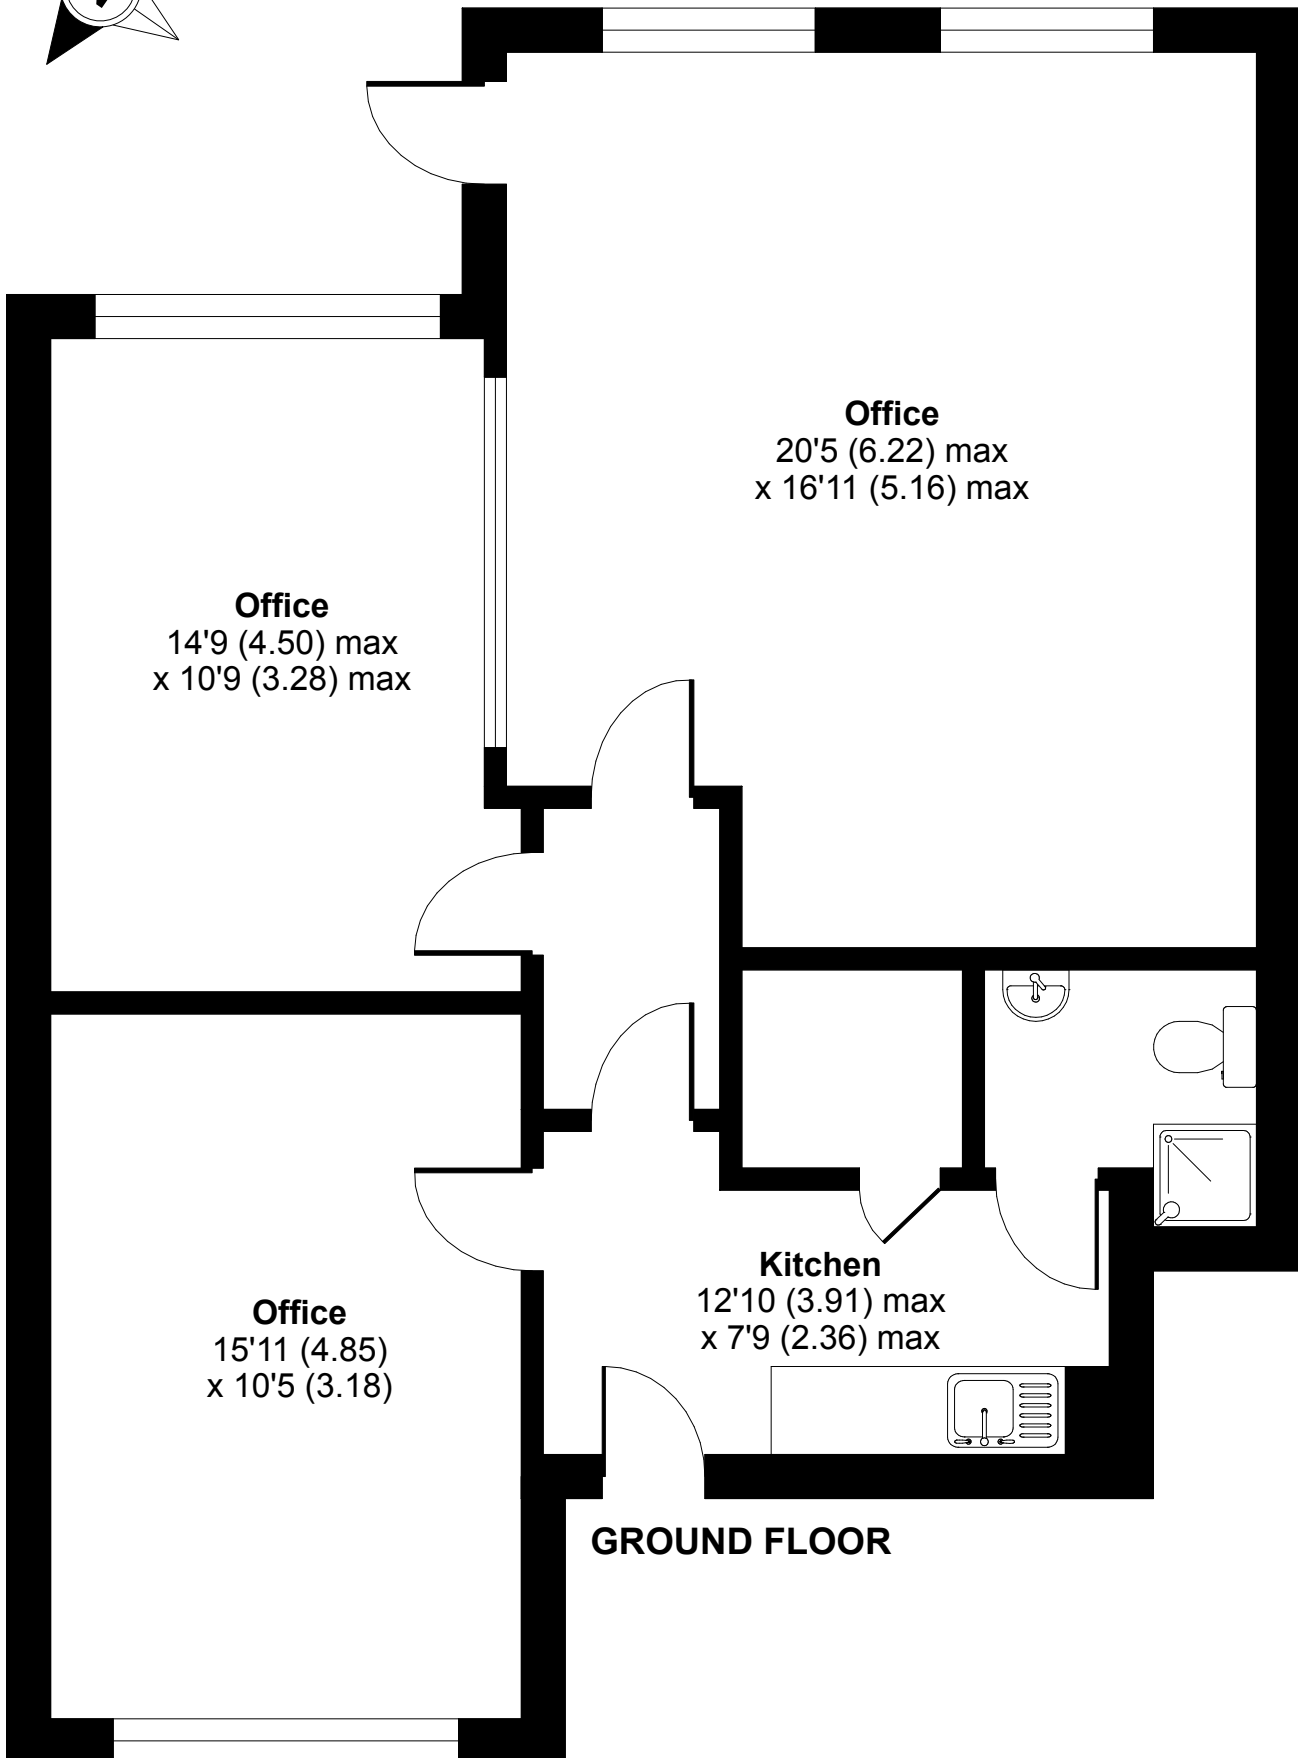 Office
20'5 (6.22) max
x 16'11 (5.16) max
Office
14'9 (4.50) max
x 10'9 (3.28) max
Kitchen
12'10 (3.91) max
x 7'9 (2.36) max
Office
15'11 (4.85)
x 10'5 (3.18)
GROUND FLOOR